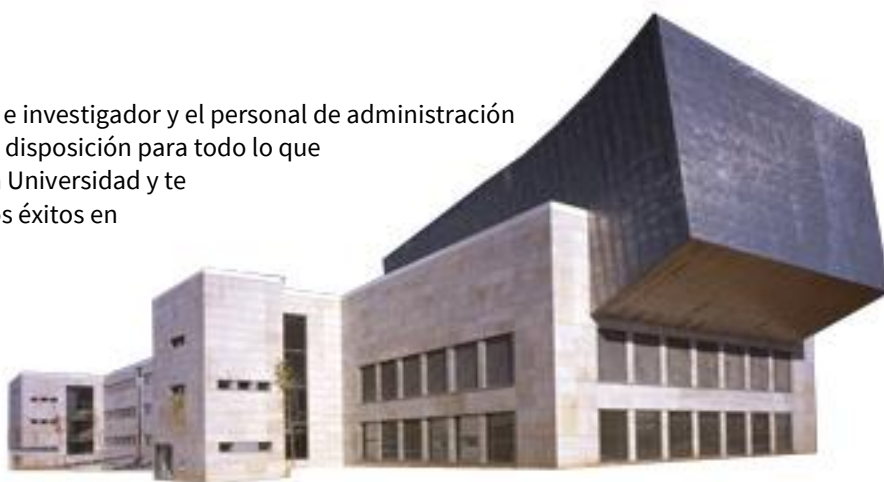 e investigador y el personal de administración
disposición para todo lo que
Universidad y te
éxitos en